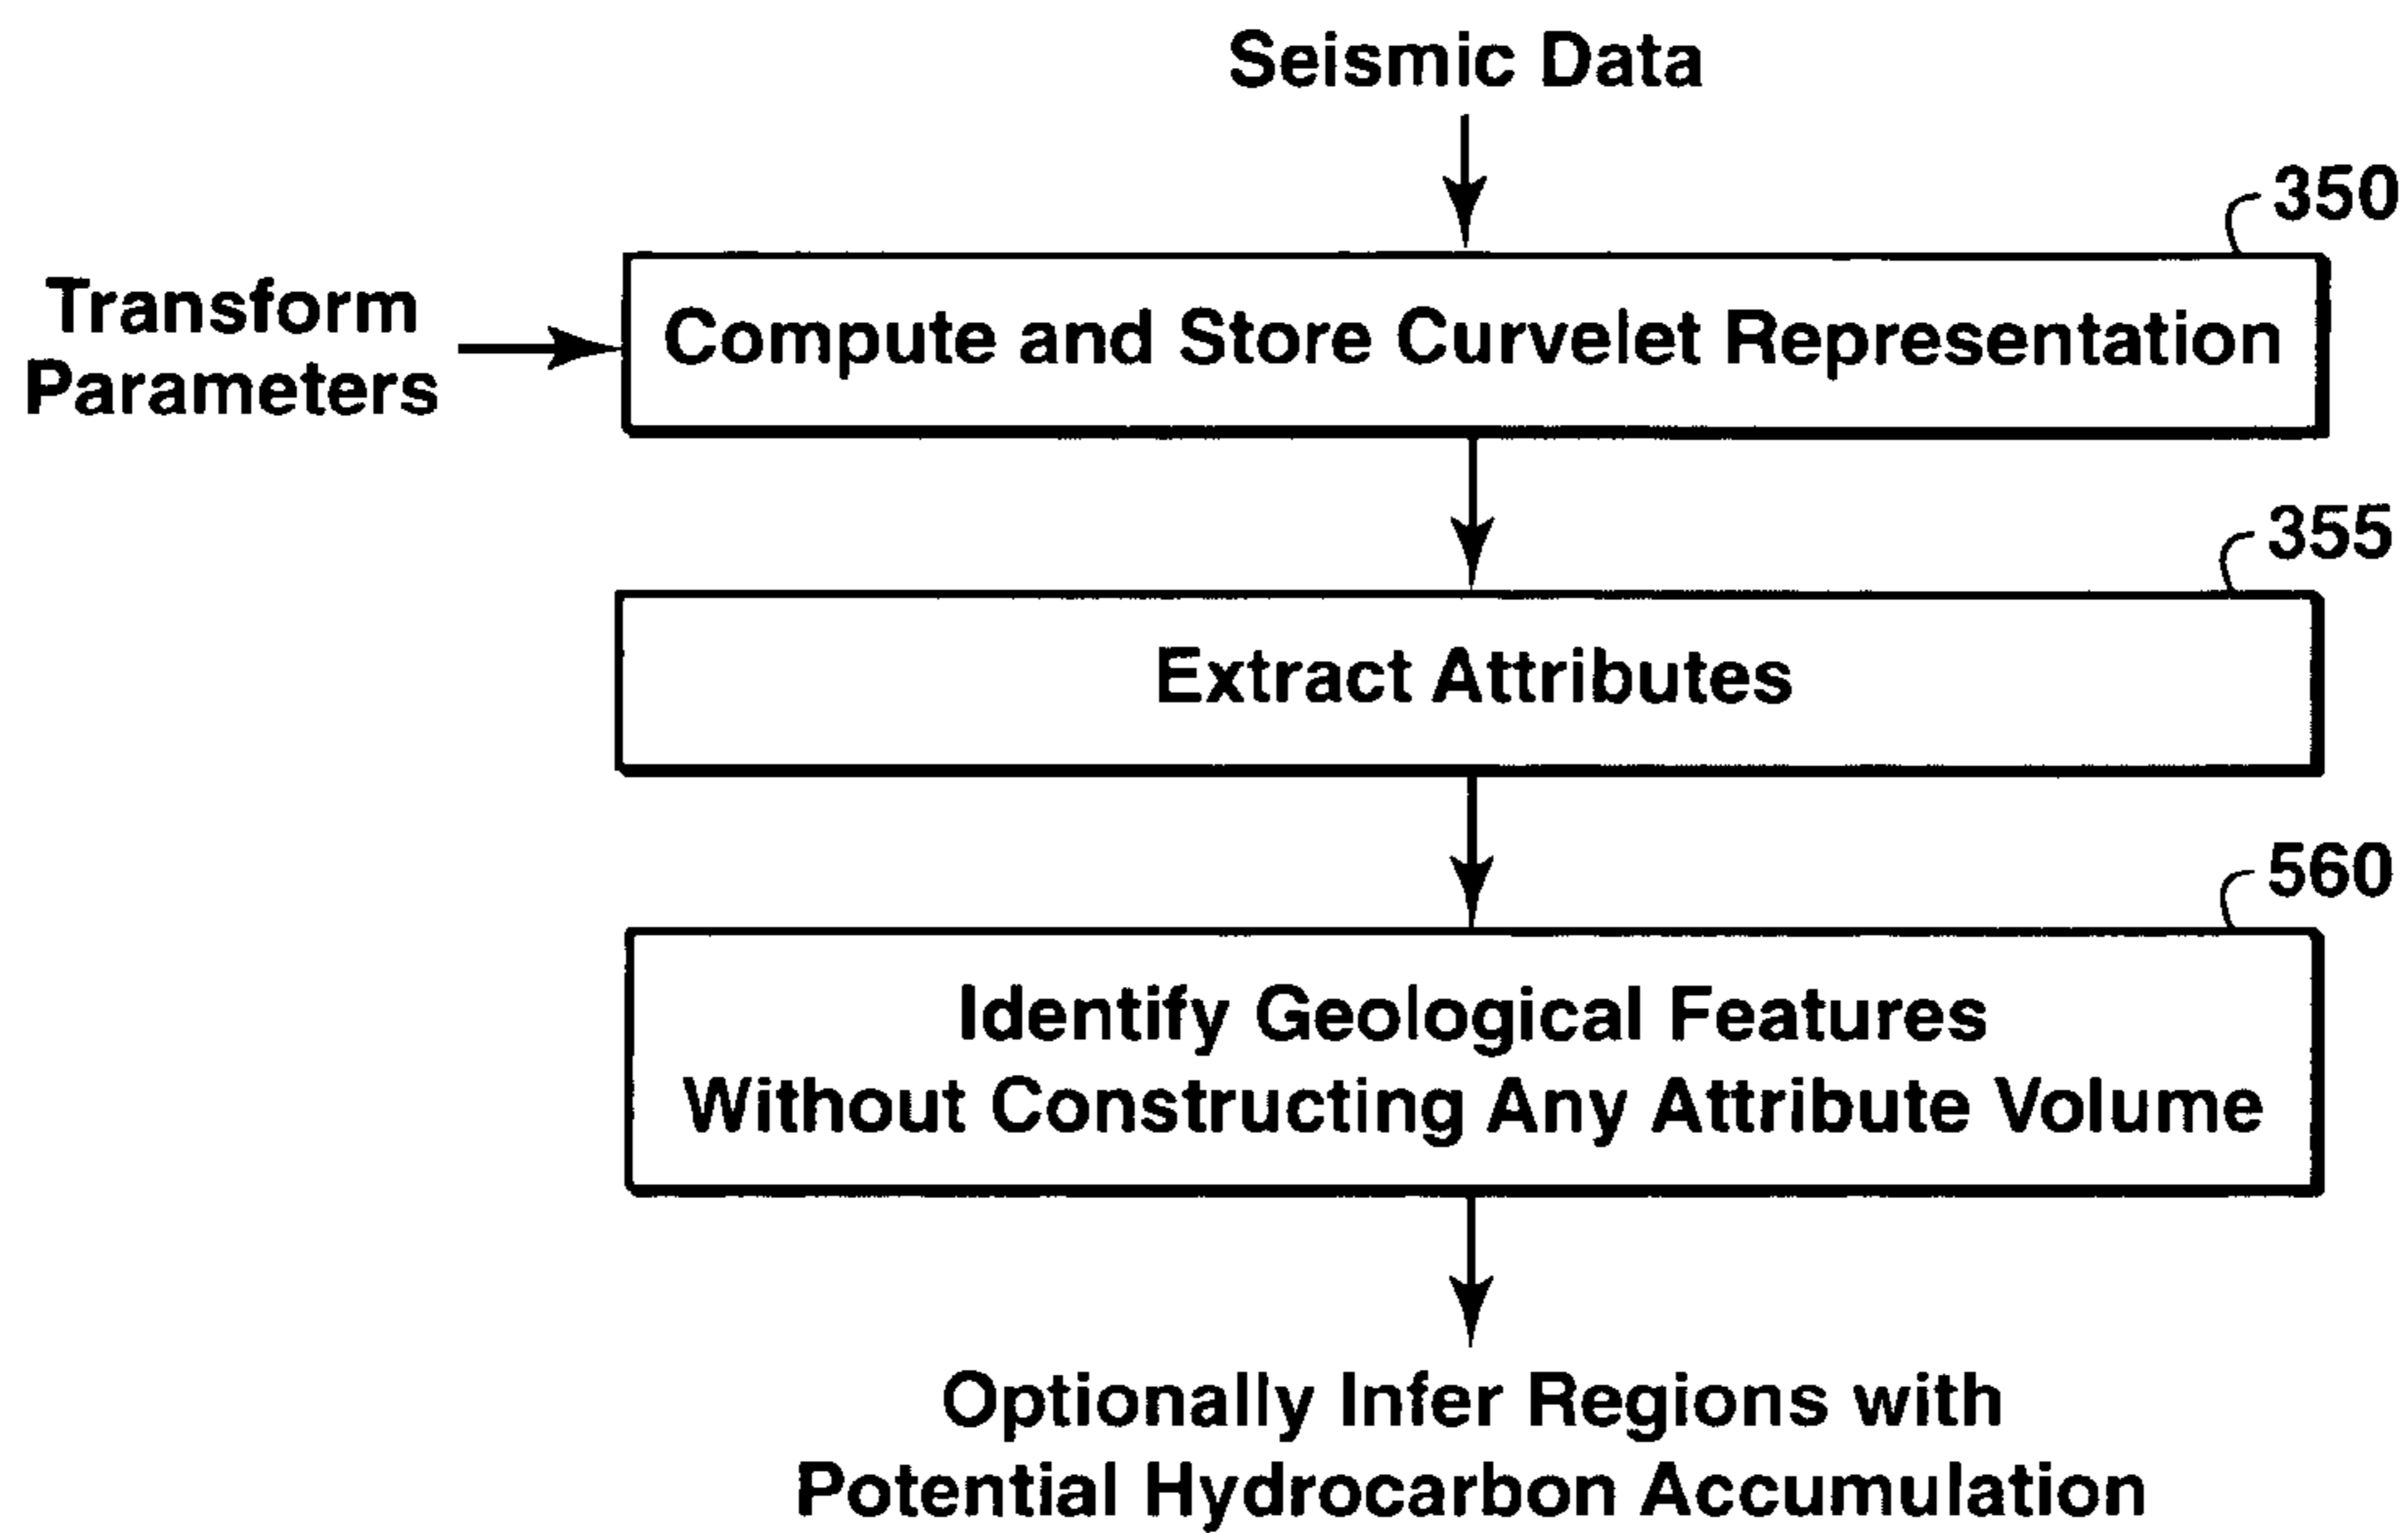 Seismic Data
350
Transform
Parameters
Compute and Store Curvelet Representation
355
Extract Attributes
560
Identify Geological Features
Without Constructing Any Attribute Volume
Optionally Infer Regions with
Potential Hydrocarbon Accumulation